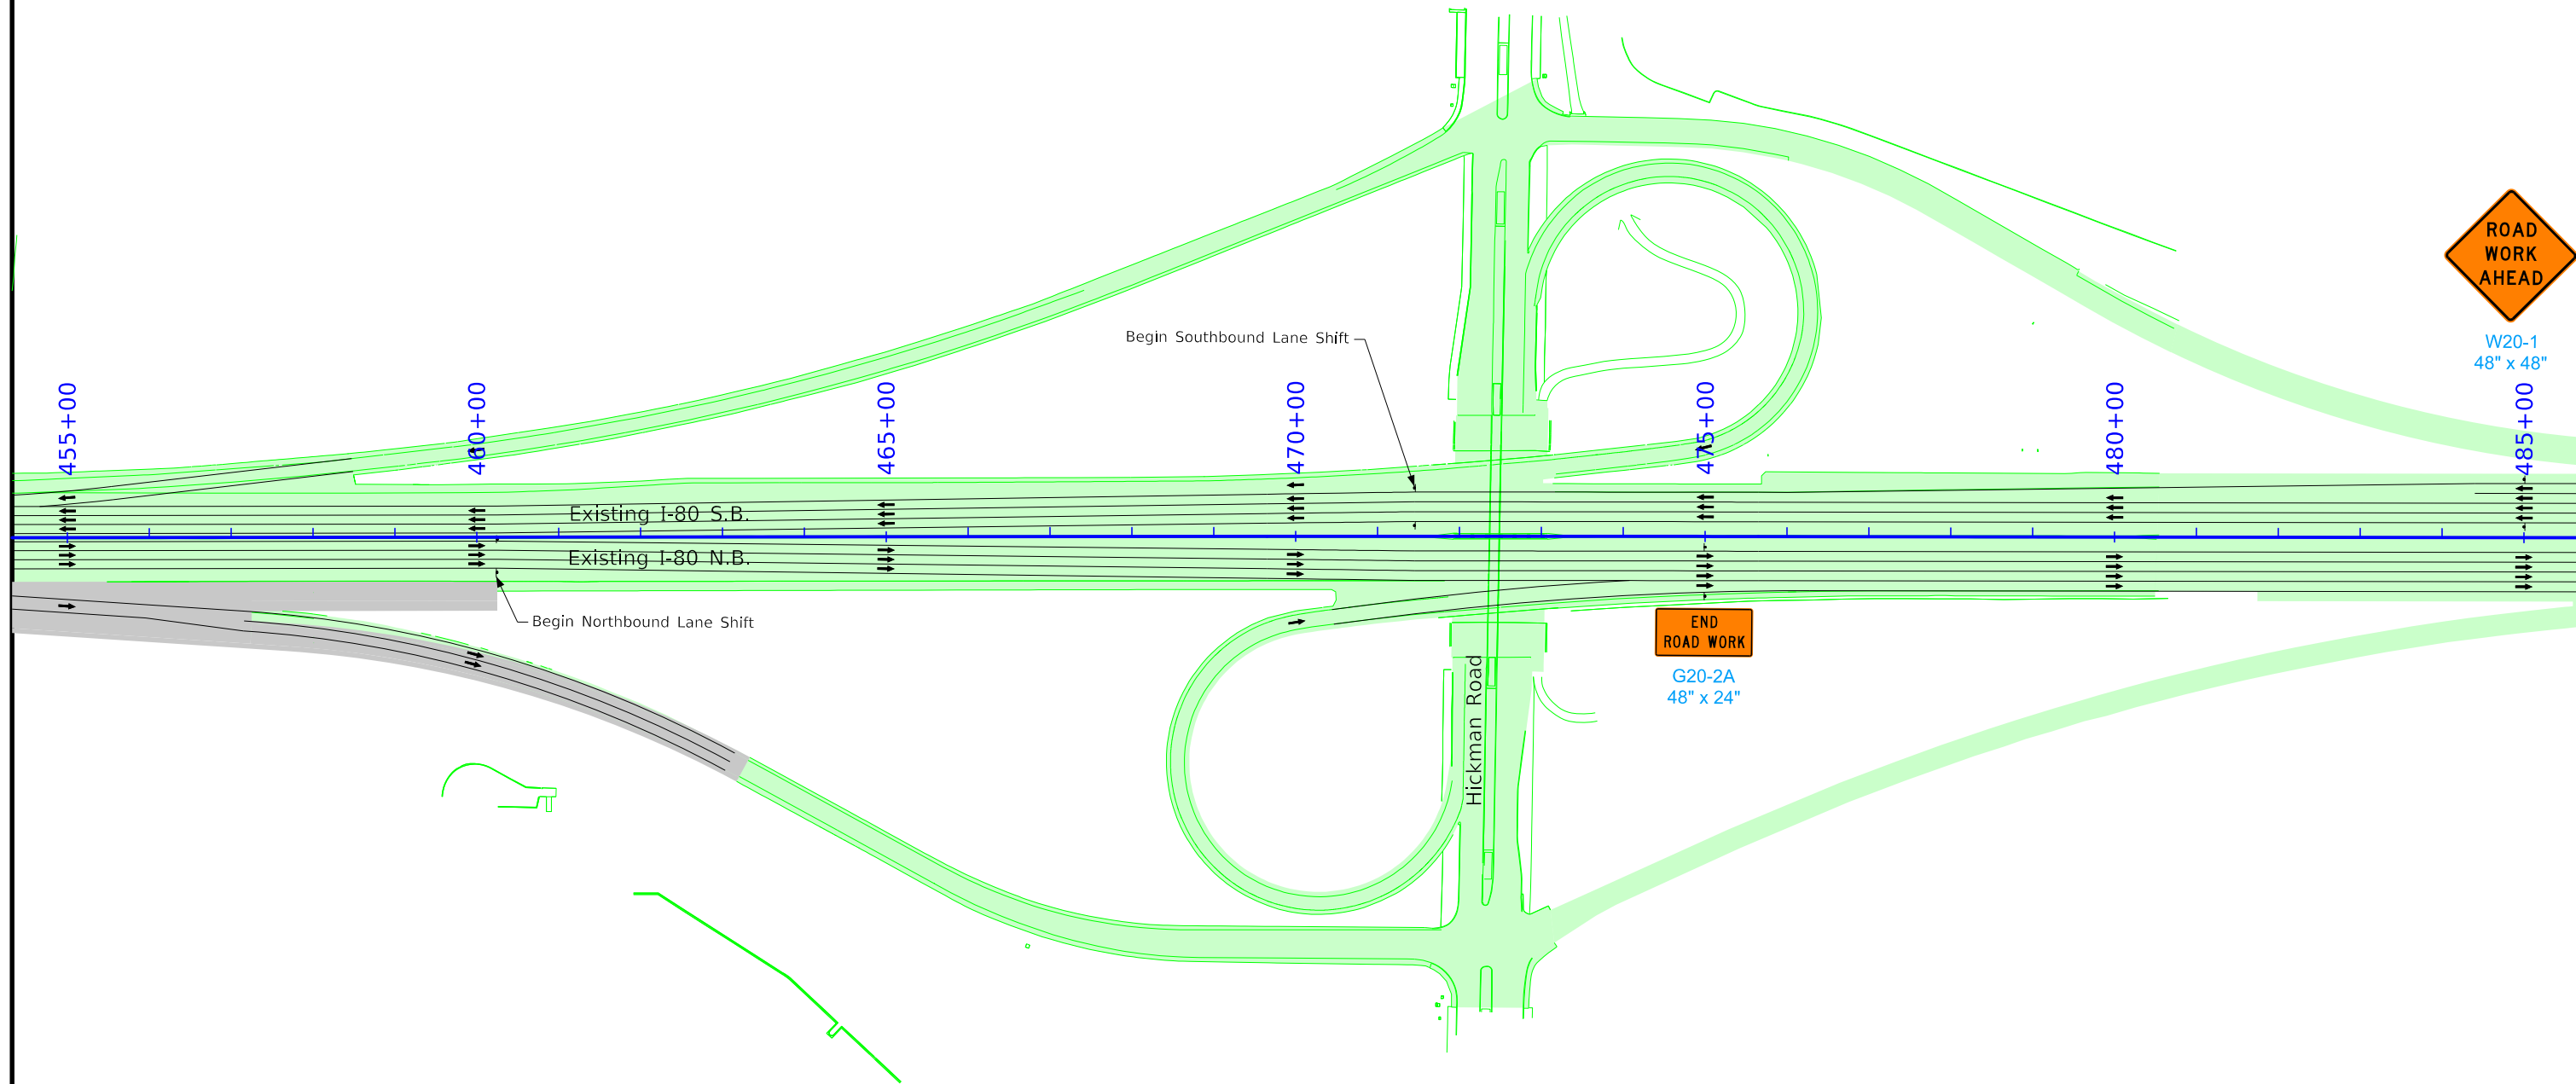 ROAD
WORK
AHEAD
W20-1
48" x 48"
Begin Southbound Lane Shift
455+00
460+00
465+00
470+00
475+00
480+00
485+00
Existing I-80 S.B.
Existing I-80 N.B.
Begin Northbound Lane Shift
END
ROAD WORK
G20-2A
48" x 24"
Hickman Road